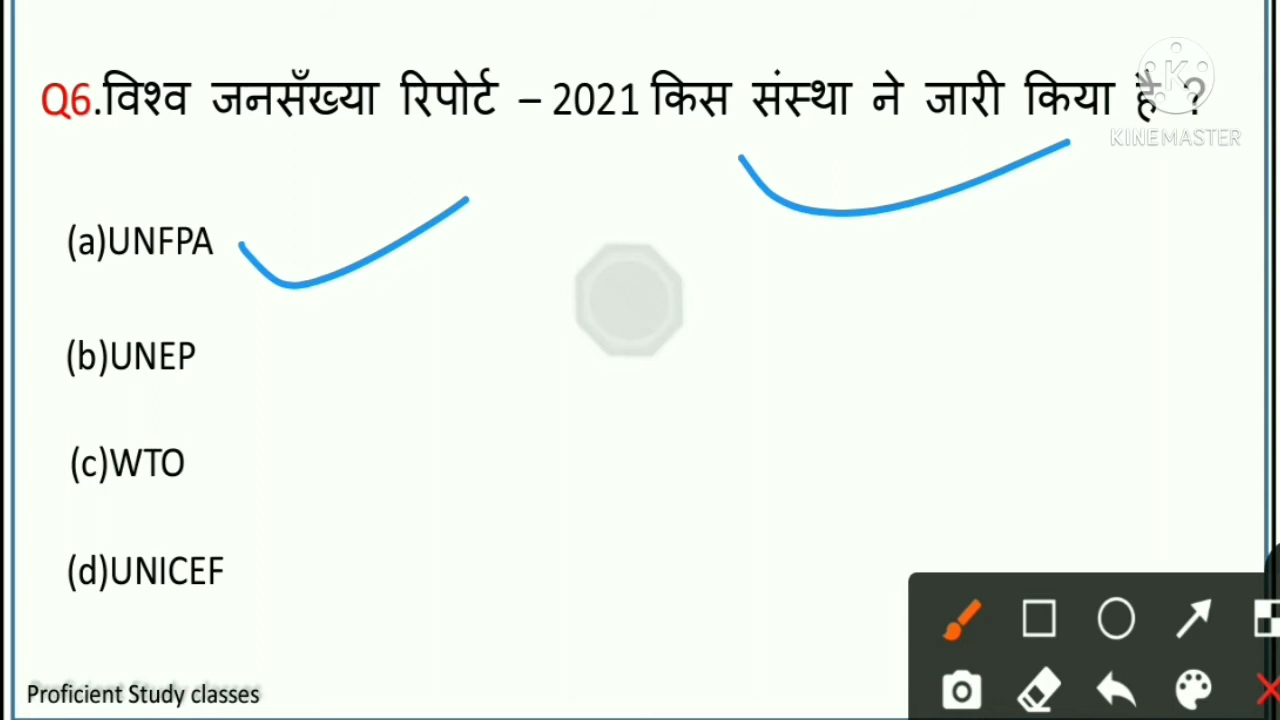 Q6.विश्व जनसँख्या रिपोर्ट – 2021 किस संस्था ने जारी किया है ?
KINEMASTER
(a)UNFPA
(b)UNEP
(c)WTO
(d)UNICEF
Proficient Study classes